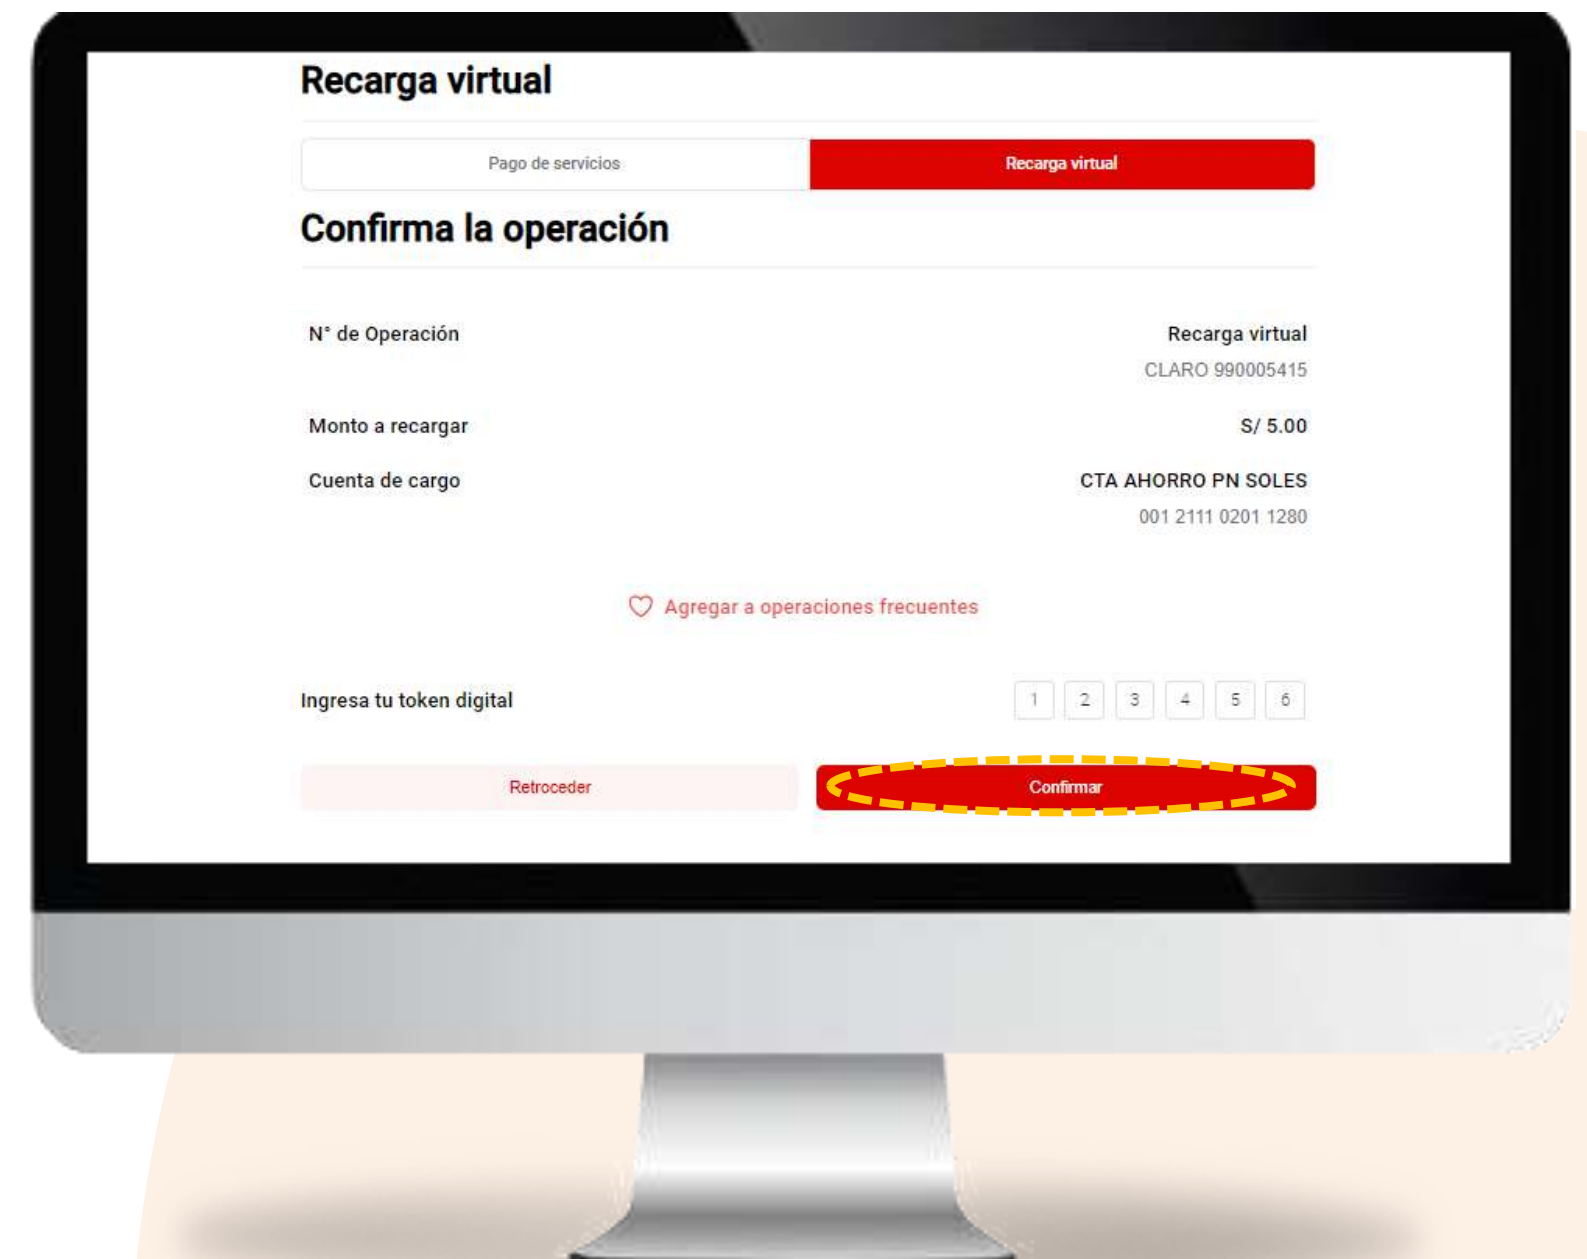 Recarga virtual
Pago de servicios
Recarga virtual
Confirma la operación
N° de Operación
Recarga virtual
CLARO 990005415
Monto a recargar
S/ 5.00
Cuenta de cargo
CTA AHORRO PN SOLES
001 2111 0201 1280
Agregar a operaciones frecuentes
Ingresa tu token digital
1 2 3 4 5 6
Retroceder
Confirmar